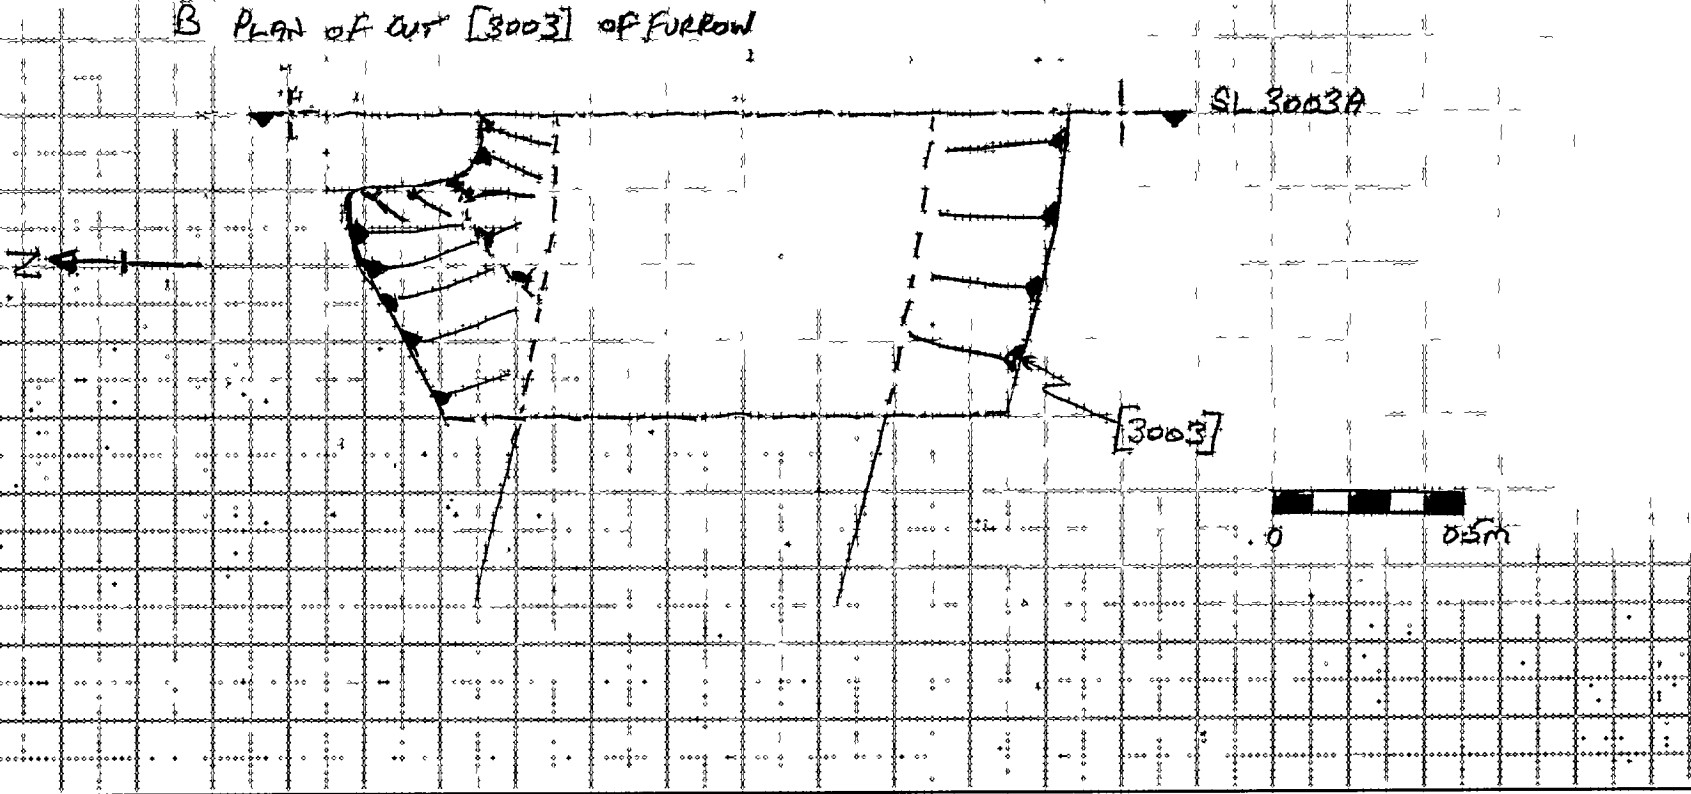 B PLAN OF CUT [3003] OF FURROW
SL 3003A
N
[3003]
0 0.5m